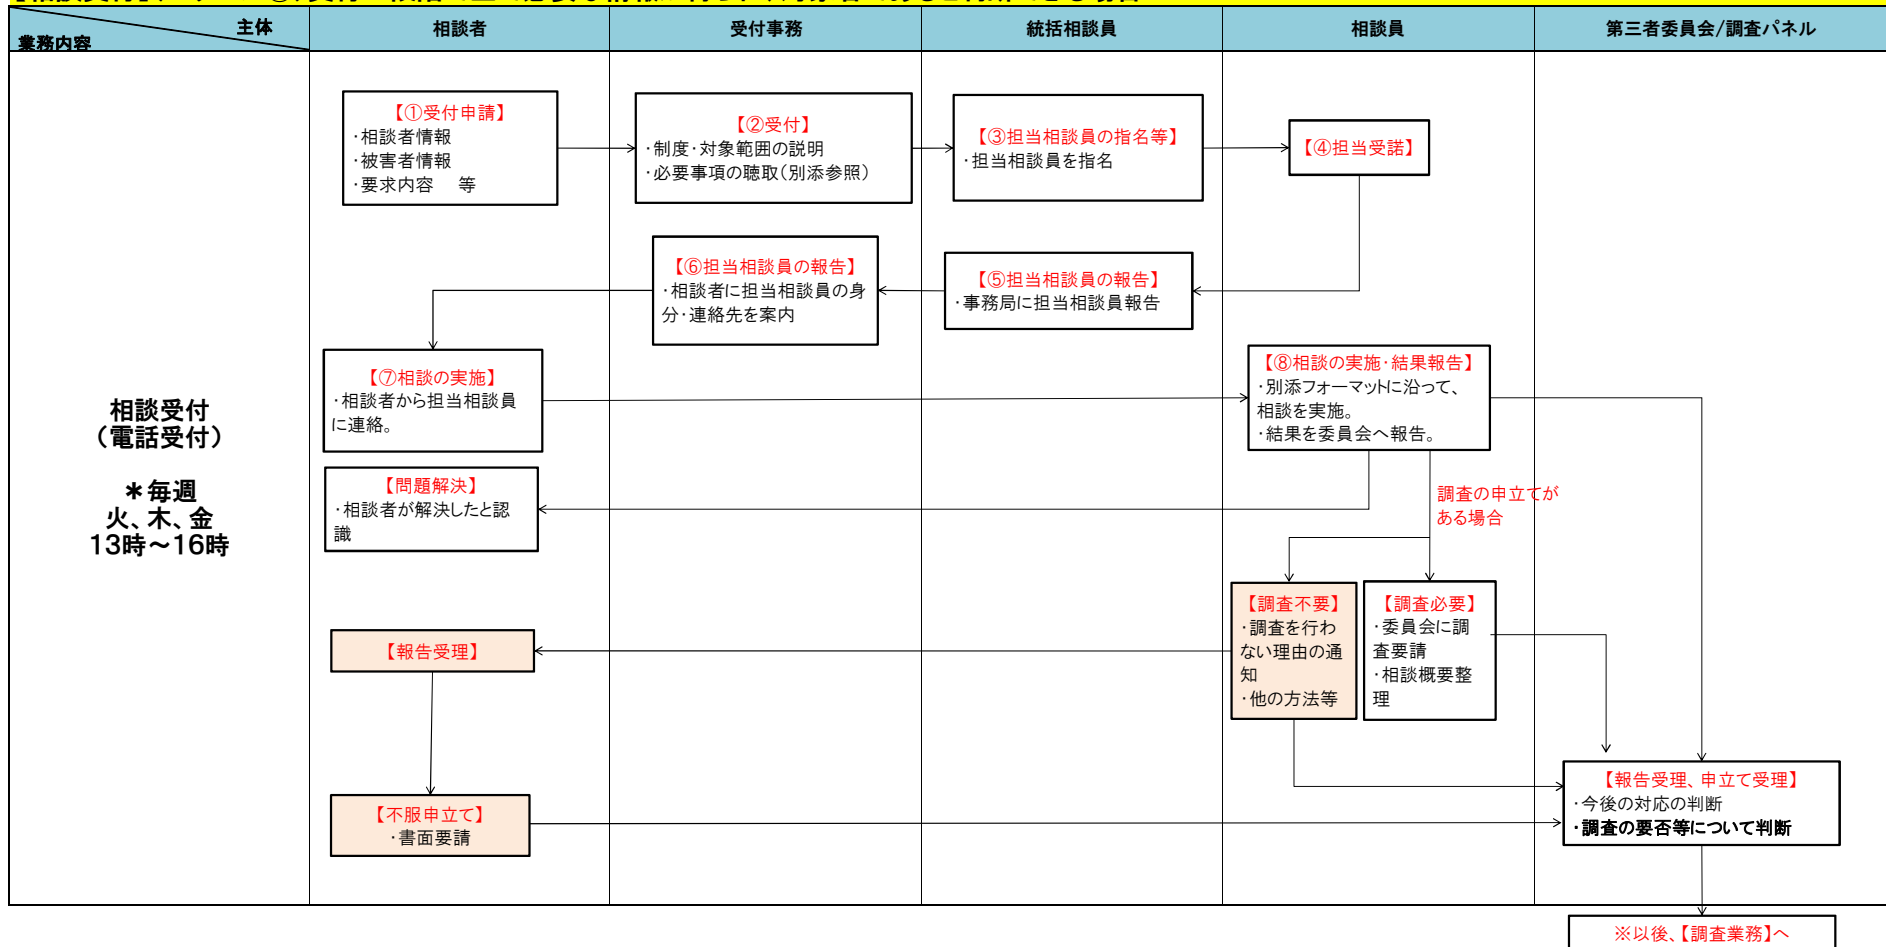 主体
業務内容
相談者
受付事務
統括相談員
相談員
第三者委員会/調査パネル
相談受付
（電話受付）
＊毎週
火、木、金
13時～16時
【①受付申請】
・相談者情報
・被害者情報
・要求内容　等
【②受付】
・制度・対象範囲の説明
・必要事項の聴取（別添参照）
【③担当相談員の指名等】
・担当相談員を指名
【④担当受諾】
【⑥担当相談員の報告】
・相談者に担当相談員の身
分・連絡先を案内
【⑤担当相談員の報告】
・事務局に担当相談員報告
【⑦相談の実施】
・相談者から担当相談員
に連絡。
【⑧相談の実施・結果報告】
・別添フォーマットに沿って、
相談を実施。
・結果を委員会へ報告。
【問題解決】
・相談者が解決したと認
識
調査の申立てが
ある場合
【調査不要】
・調査を行わ
ない理由の通
知
・他の方法等
【調査必要】
・委員会に調
査要請
・相談概要整
理
【報告受理】
【報告受理、申立て受理】
・今後の対応の判断
・調査の要否等について判断
【不服申立て】
・書面要請
※以後、【調査業務】へ